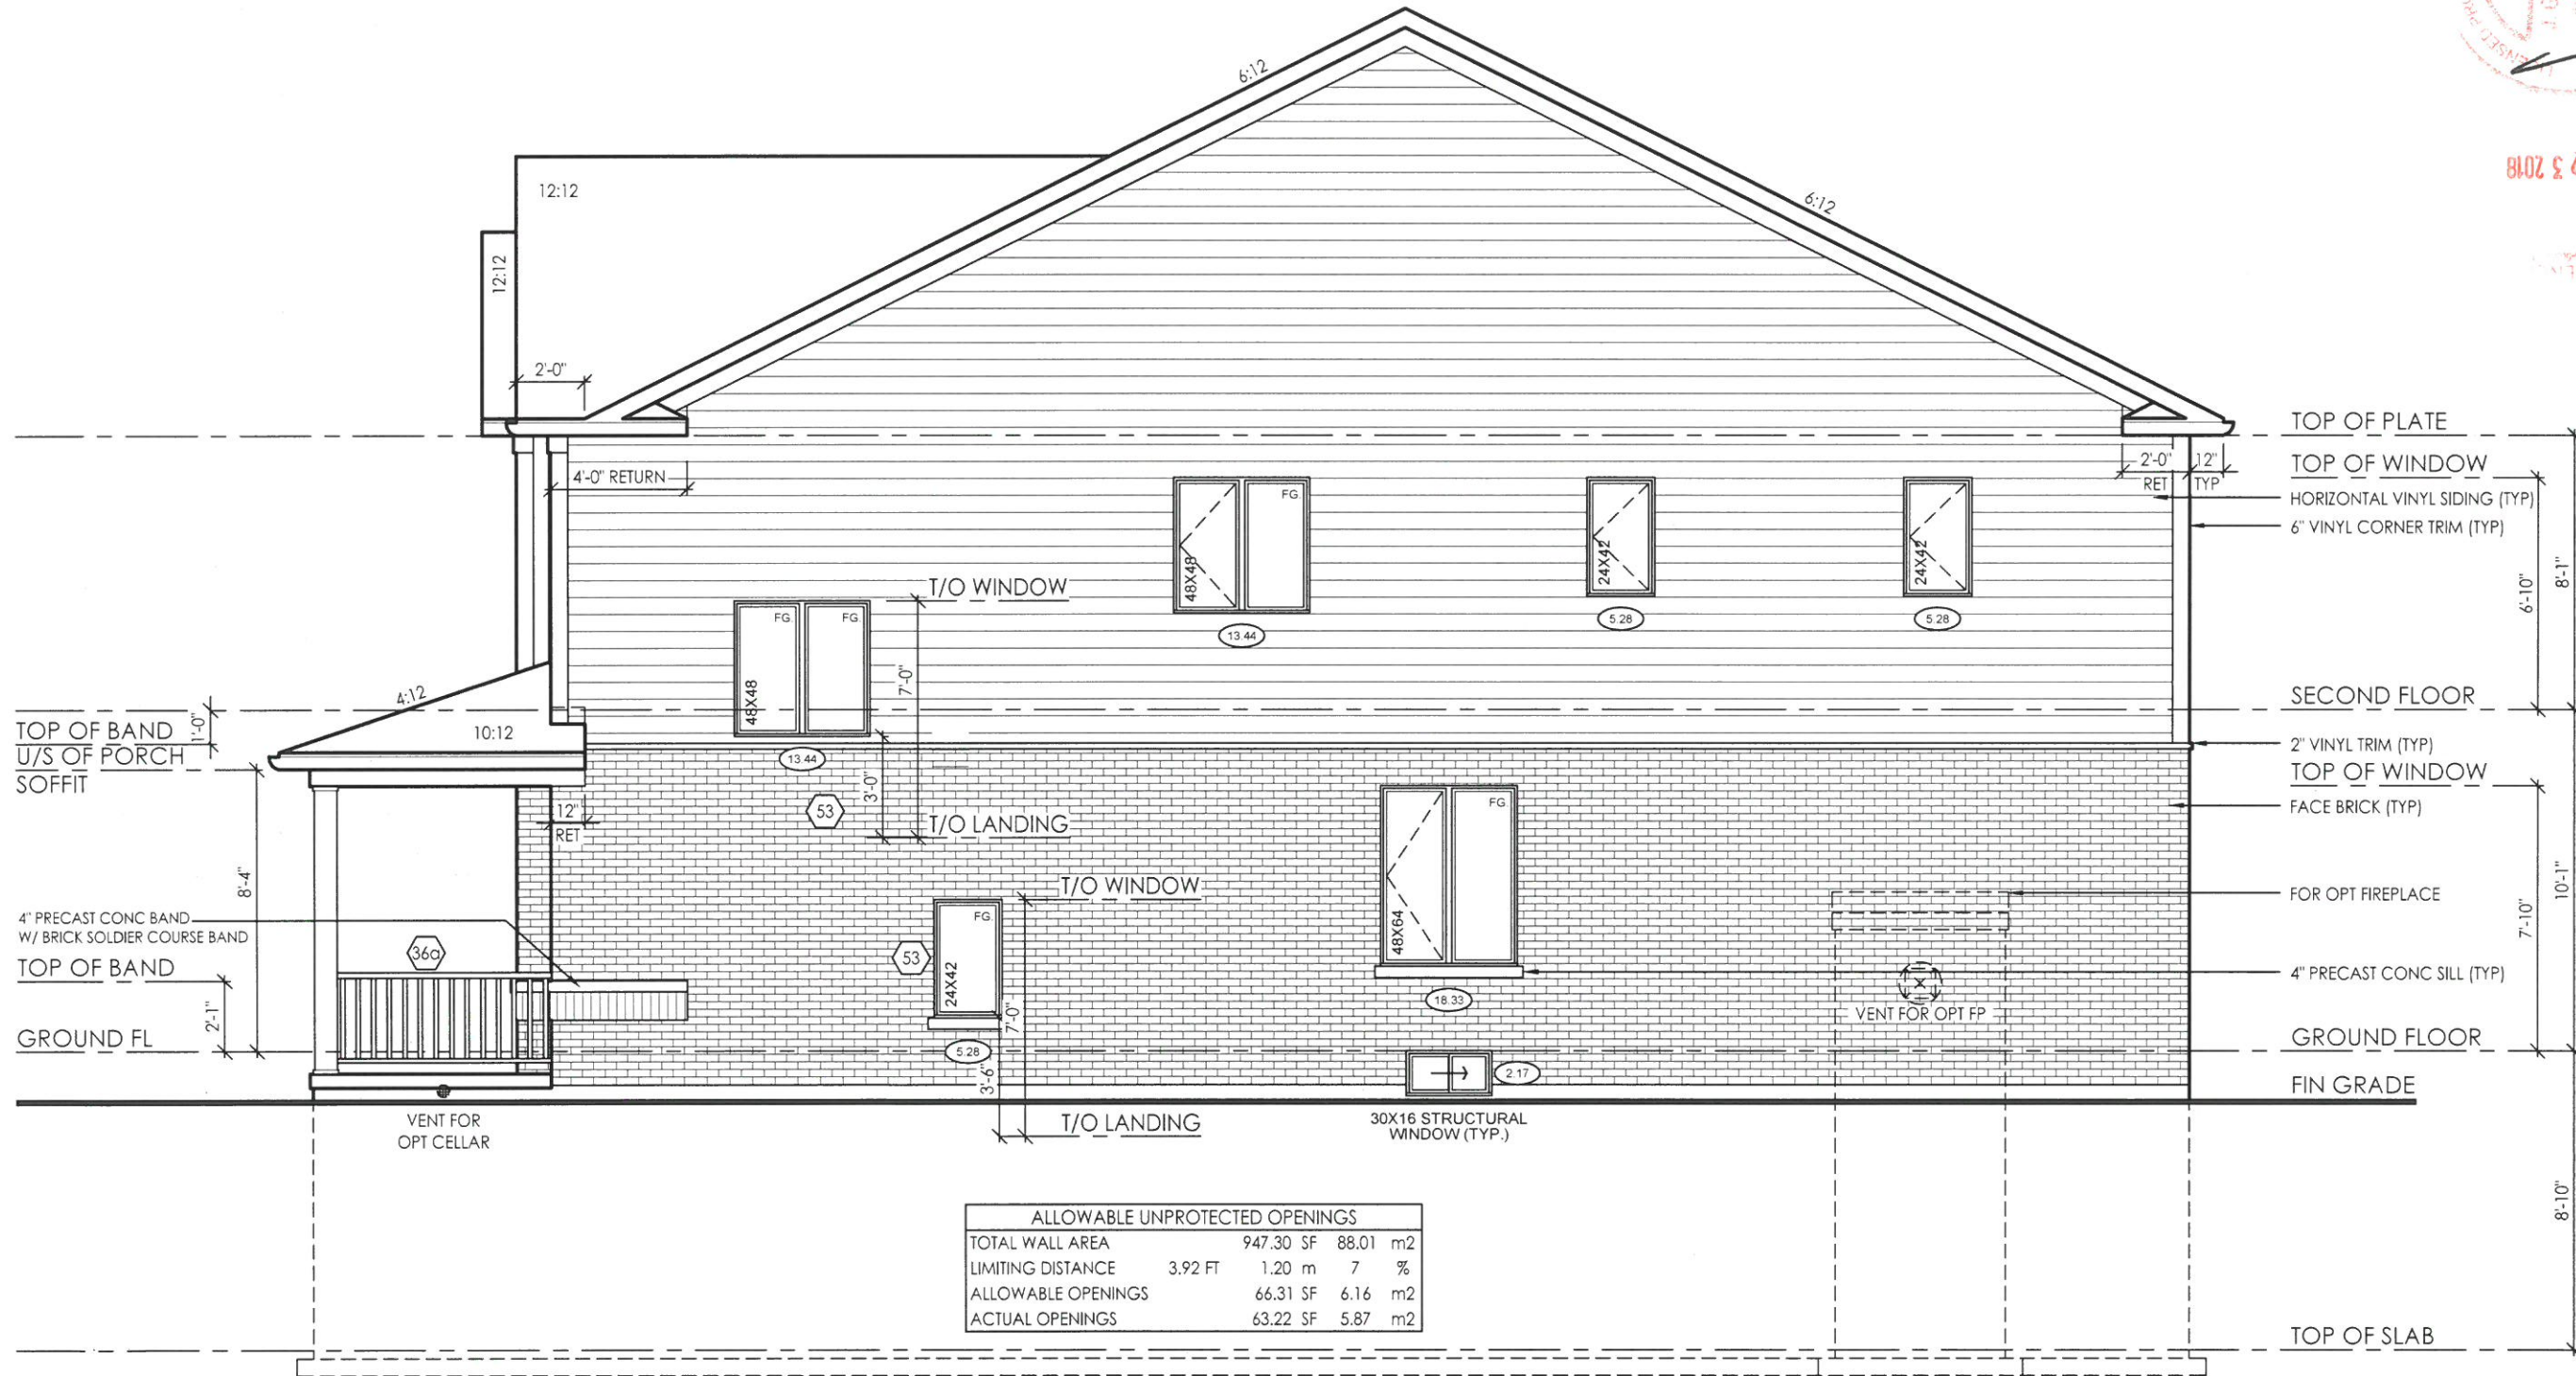 6:12
12:12
3 2018
6:12
12:12
2'-0"
TOP OF PLATE
4'-0" RETURN
2'-0"
12"
RET
TYP
TOP OF WINDOW
FG.
HORIZONTAL VINYL SIDING (TYP)
6" VINYL CORNER TRIM (TYP)
48X48
24X42
24X42
8'-1"
6'-10"
T/O WINDOW
FG.
FG.
5.28
5.28
13.44
7'-0"
48X48
4:12
SECOND FLOOR
TOP OF BAND
1'-0"
10:12
U/S OF PORCH
SOFFIT
13.44
2" VINYL TRIM (TYP)
TOP OF WINDOW
3'-0"
FG
FACE BRICK (TYP)
12"
RET
53
T/O LANDING
8'-4"
T/O WINDOW
FOR OPT FIREPLACE
10'-1"
7'-10"
4" PRECAST CONC BAND
W/ BRICK SOLDIER COURSE BAND
FG.
48X64
36a
53
TOP OF BAND
24X42
4" PRECAST CONC SILL (TYP)
18.33
2'-1"
7'-0"
VENT FOR OPT FP
GROUND FL
5.28
GROUND FLOOR
3'-6"
2.17
FIN GRADE
VENT FOR
OPT CELLAR
T/O LANDING
30X16 STRUCTURAL
WINDOW (TYP.)
8'-10"
ALLOWABLE UNPROTECTED OPENINGS
TOTAL WALL AREA 947.30 SF 88.01 m2
LIMITING DISTANCE 3.92 FT 1.20 m 7 %
ALLOWABLE OPENINGS 66.31 SF 6.16 m2
ACTUAL OPENINGS 63.22 SF 5.87 m2
TOP OF SLAB